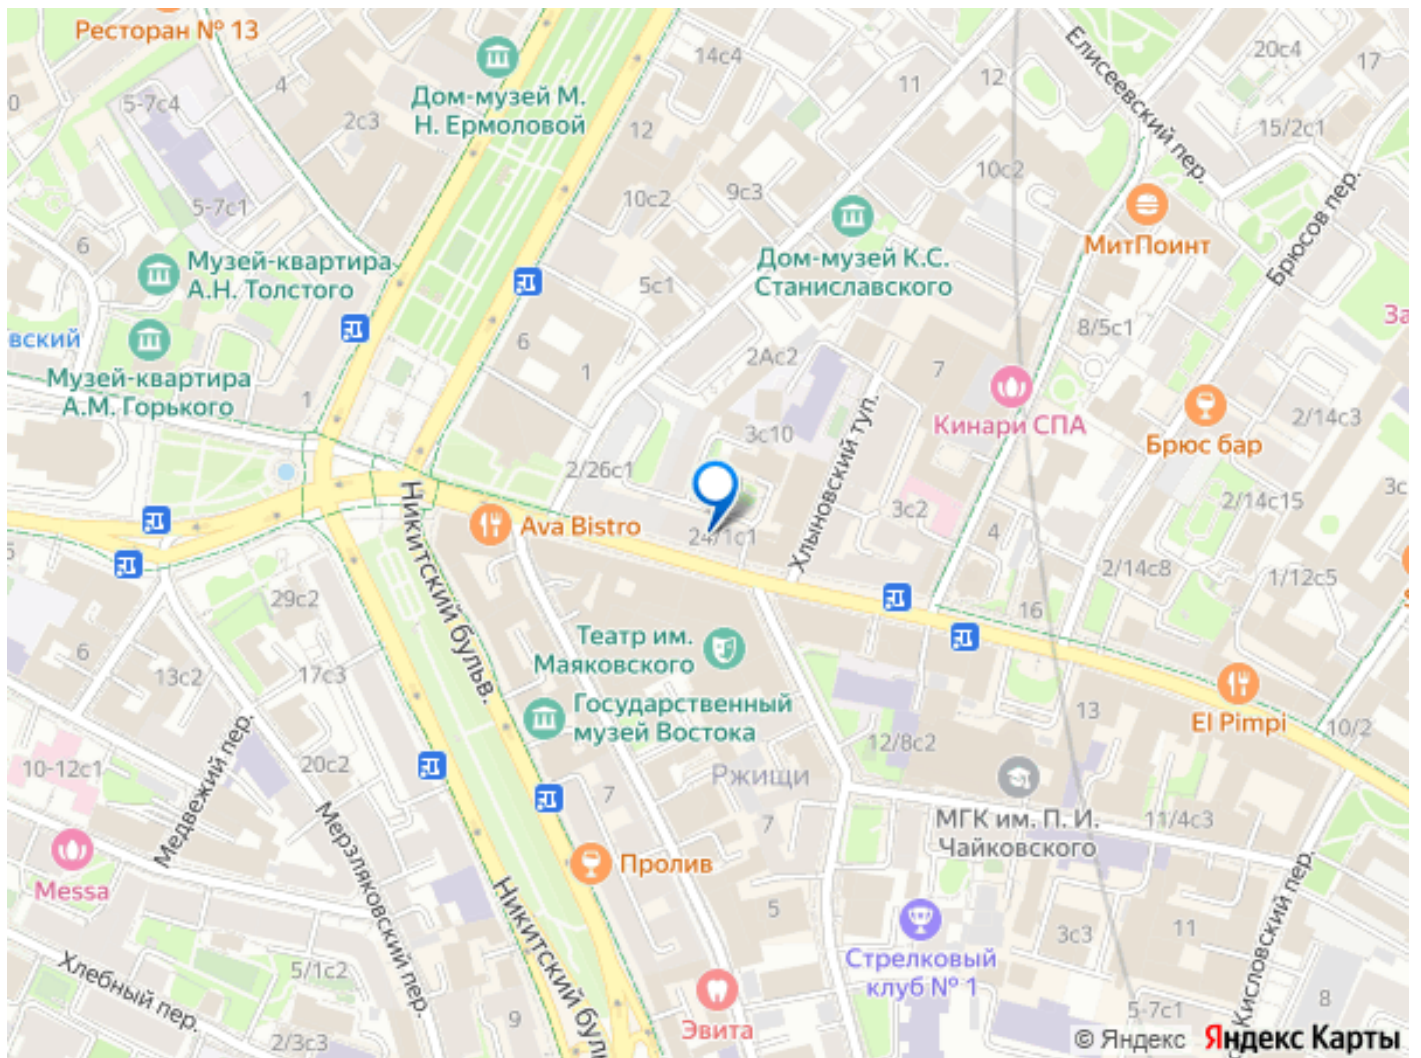 Ресторан № 13
14с4
20с4
17
Елисеевский пер.
4
5-7с4
0
2с3
Дом-музей М.
Н. Ермоловой
12
11
12
15/2с1
10с2
9с3
10с2
5-7с1
6
Брюсов пер.
МитПоинт
Музей-квартира
А.Н. Толстого
Дом-музей К.С.
Станиславского
5с1
8/5с1
За
вский
6
1
2Ас2
7
Музей-квартира
А.М. Горького
1
Кинари СПА
2/14с3
3с10
Брюс бар
Хлыновский туп.
2/26с1
2/14с15
3с
3с2
4
Ava Bistro
24/1с1
Никитский бульв.
5
2/14с8
1/12с5
S
29с2
16
Театр им.
Маяковского
6
13с2
17с3
Государственный
музей Востока
13
El Pimpi
10/2
12/8с2
10-12с1
Медвежий пер.
20с2
Ржищи
7
7
МГК им. П. И.
Чайковского
11/4с3
Messa
Мерзляковский пер.
Пролив
Никитский буль
5
3с3
11
Кисловский пер.
Стрелковый
клуб № 1
Хлебный пер.
5/1с2
9
Эвита
5-7с1
8
2/3с3
© Яндекс Яндекс Карты